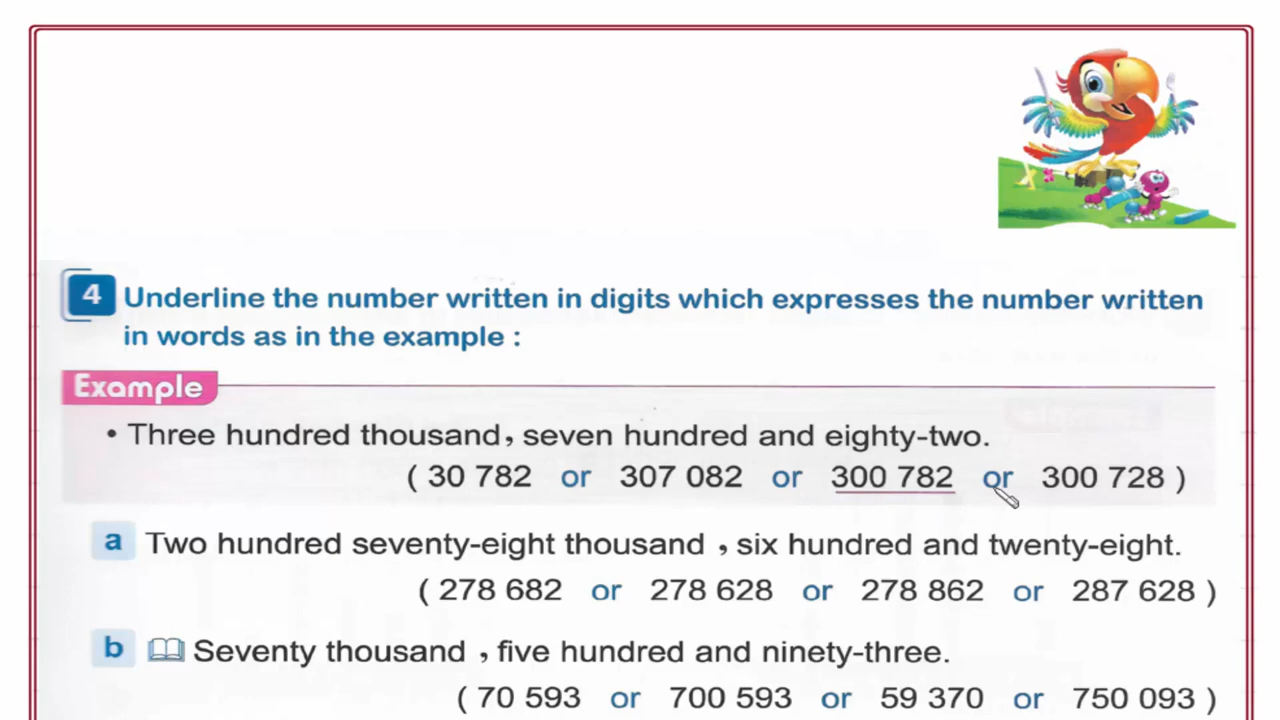 4 Underline the number written in digits which expresses the number written
in words as in the example :
Example
• Three hundred thousand, seven hundred and eighty-two.
( 30 782 or 307 082 or 300 782 or 300 728 )
a Two hundred seventy-eight thousand , six hundred and twenty-eight.
( 278 682 or 278 628 or 278 862 or 287 628 )
b Seventy thousand , five hundred and ninety-three.
( 70 593 or 700 593 or 59 370 or 750 093 )